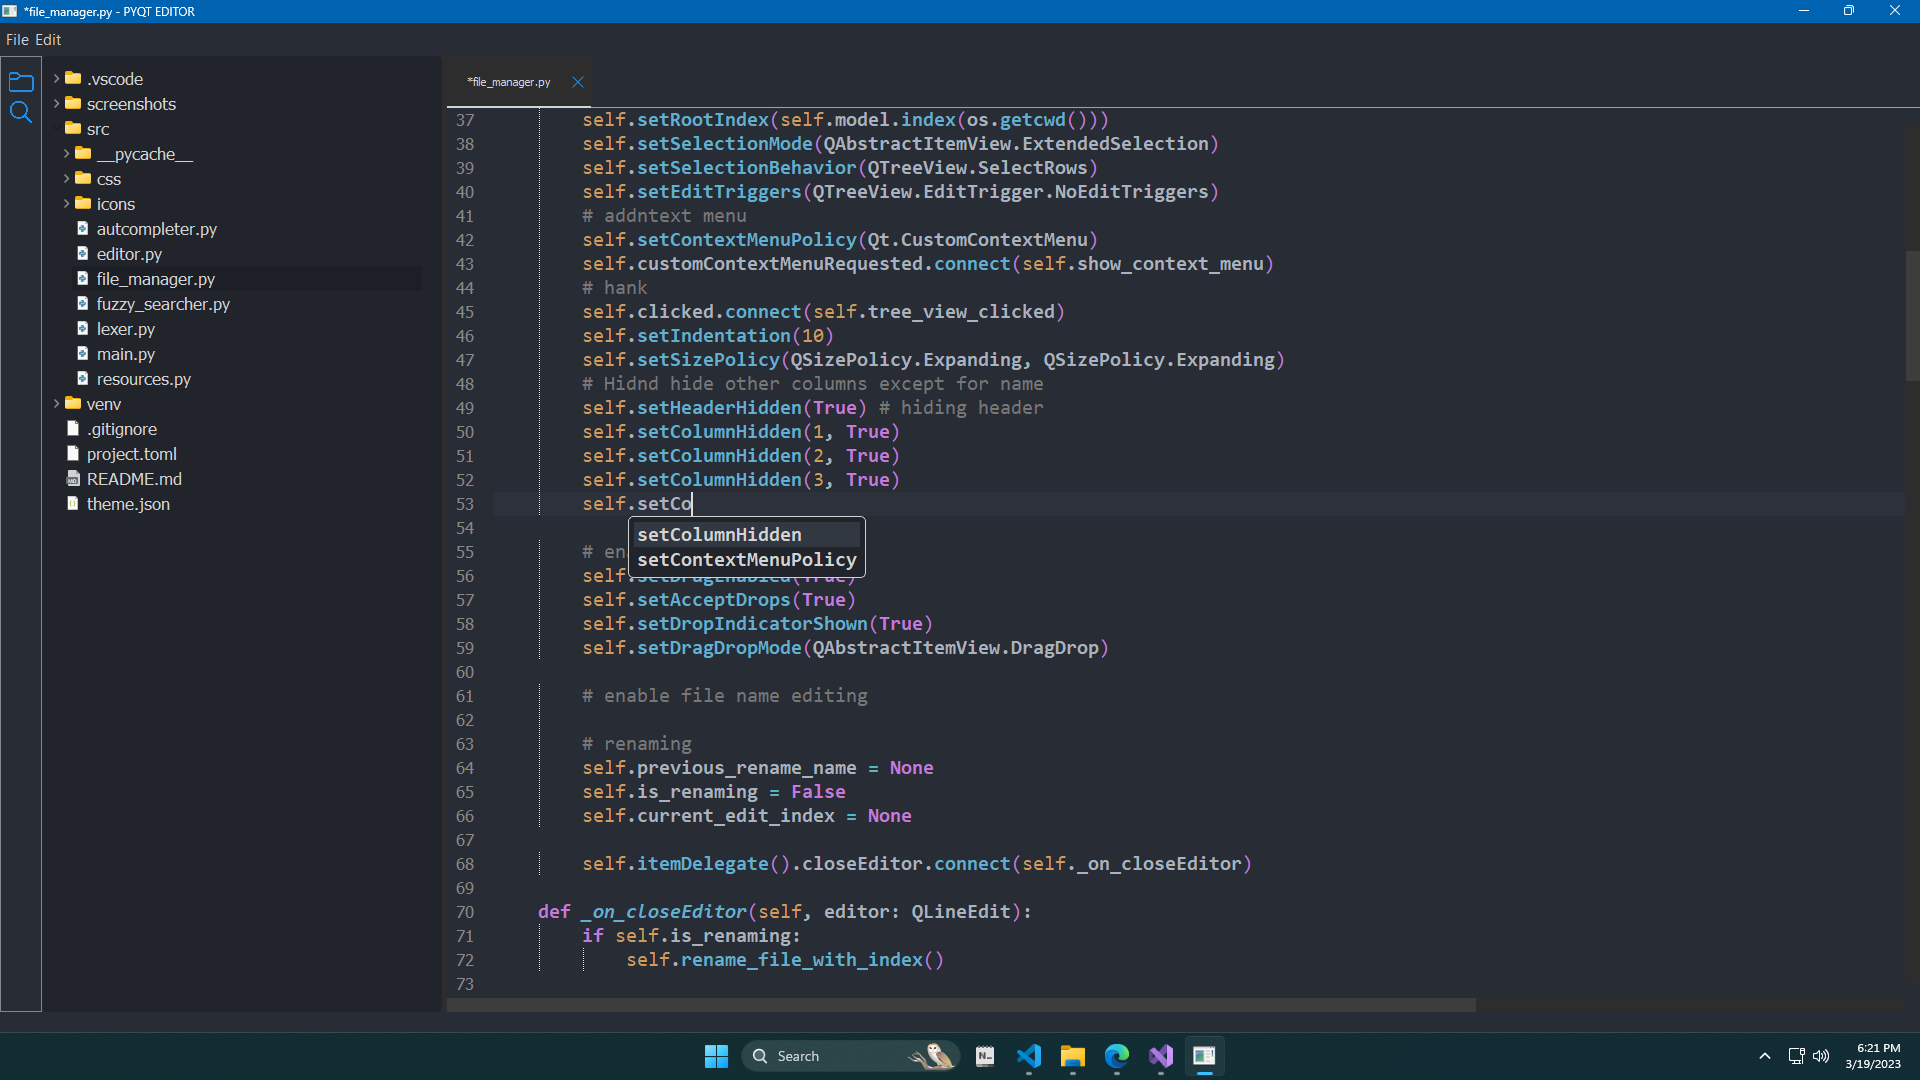 *file_manager.py - PYQT EDITOR
File Edit
.vscode
screenshots
src
__pycache__
css
icons
autcompleter.py
editor.py
file_manager.py
fuzzy_searcher.py
lexer.py
main.py
resources.py
venv
.gitignore
project.toml
README.md
theme.json
*file_manager.py
37 self.setRootIndex(self.model.index(os.getcwd()))
38 self.setSelectionMode(QAbstractItemView.ExtendedSelection)
39 self.setSelectionBehavior(QTreeView.SelectRows)
40 self.setEditTriggers(QTreeView.EditTrigger.NoEditTriggers)
41 # addntext menu
42 self.setContextMenuPolicy(Qt.CustomContextMenu)
43 self.customContextMenuRequested.connect(self.show_context_menu)
44 # hank
45 self.clicked.connect(self.tree_view_clicked)
46 self.setIndentation(10)
47 self.setSizePolicy(QSizePolicy.Expanding, QSizePolicy.Expanding)
48 # Hidnd hide other columns except for name
49 self.setHeaderHidden(True) # hiding header
50 self.setColumnHidden(1, True)
51 self.setColumnHidden(2, True)
52 self.setColumnHidden(3, True)
53 self.setCo
setColumnHidden
setContextMenuPolicy
54
55 # en
56 self.setDragEnabled(True)
57 self.setAcceptDrops(True)
58 self.setDropIndicatorShown(True)
59 self.setDragDropMode(QAbstractItemView.DragDrop)
60
61 # enable file name editing
62
63 # renaming
64 self.previous_rename_name = None
65 self.is_renaming = False
66 self.current_edit_index = None
67
68 self.itemDelegate().closeEditor.connect(self._on_closeEditor)
69
70 def _on_closeEditor(self, editor: QLineEdit):
71 if self.is_renaming:
72 self.rename_file_with_index()
73
Search
6:21 PM
3/19/2023